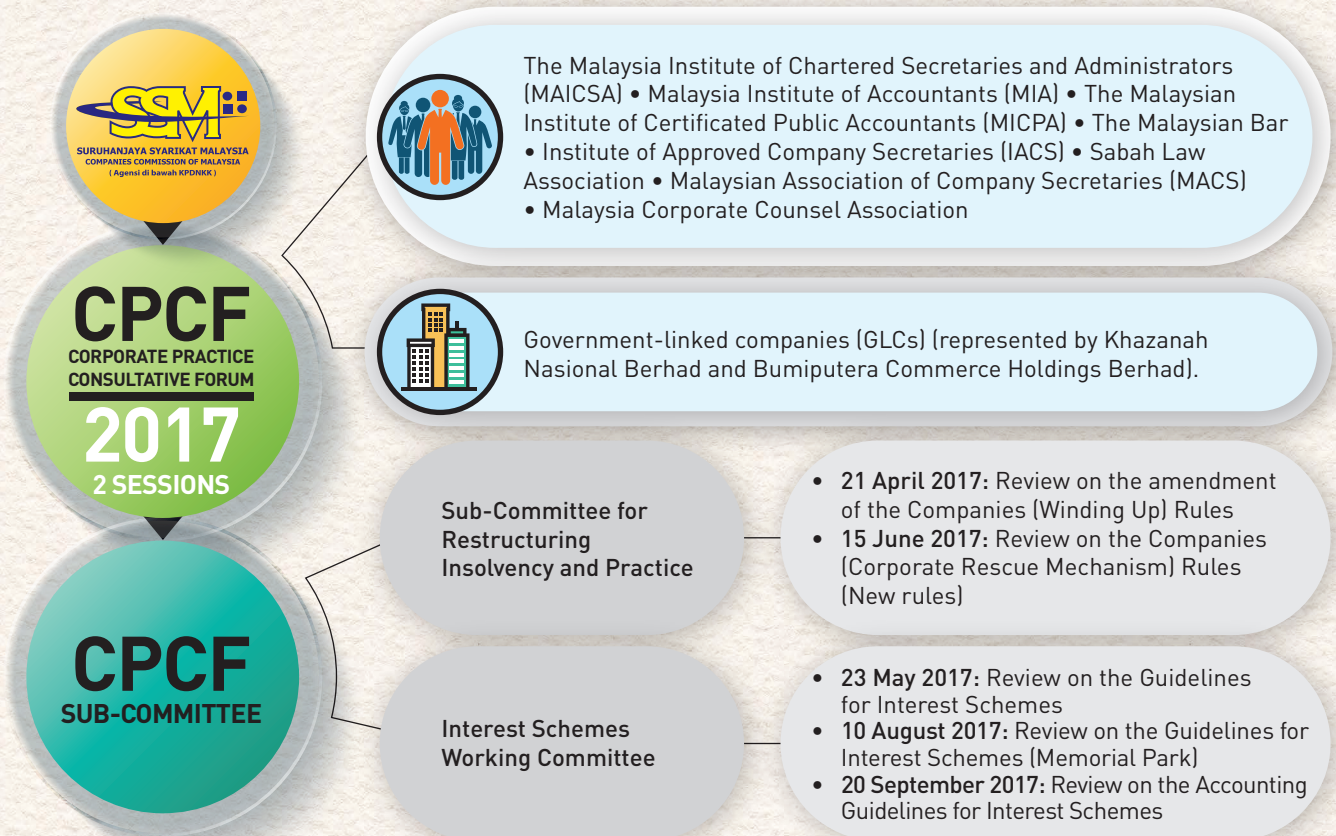 SSM
SURUHANJAYA SYARIKAT MALAYSIA
COMPANIES COMMISSION OF MALAYSIA
( Agensi di bawah KPDNKK )
The Malaysia Institute of Chartered Secretaries and Administrators
(MAICSA) • Malaysia Institute of Accountants (MIA) • The Malaysian
Institute of Certificated Public Accountants (MICPA) • The Malaysian Bar
• Institute of Approved Company Secretaries (IACS) • Sabah Law
Association • Malaysian Association of Company Secretaries (MACS)
• Malaysia Corporate Counsel Association
CPCF
CORPORATE PRACTICE
CONSULTATIVE FORUM
2017
2 SESSIONS
Government-linked companies (GLCs) (represented by Khazanah
Nasional Berhad and Bumiputera Commerce Holdings Berhad).
CPCF
SUB-COMMITTEE
Sub-Committee for
Restructuring
Insolvency and Practice
• 21 April 2017: Review on the amendment
of the Companies (Winding Up) Rules
• 15 June 2017: Review on the Companies
(Corporate Rescue Mechanism) Rules
(New rules)
Interest Schemes
Working Committee
• 23 May 2017: Review on the Guidelines
for Interest Schemes
• 10 August 2017: Review on the Guidelines for
Interest Schemes (Memorial Park)
• 20 September 2017: Review on the Accounting
Guidelines for Interest Schemes